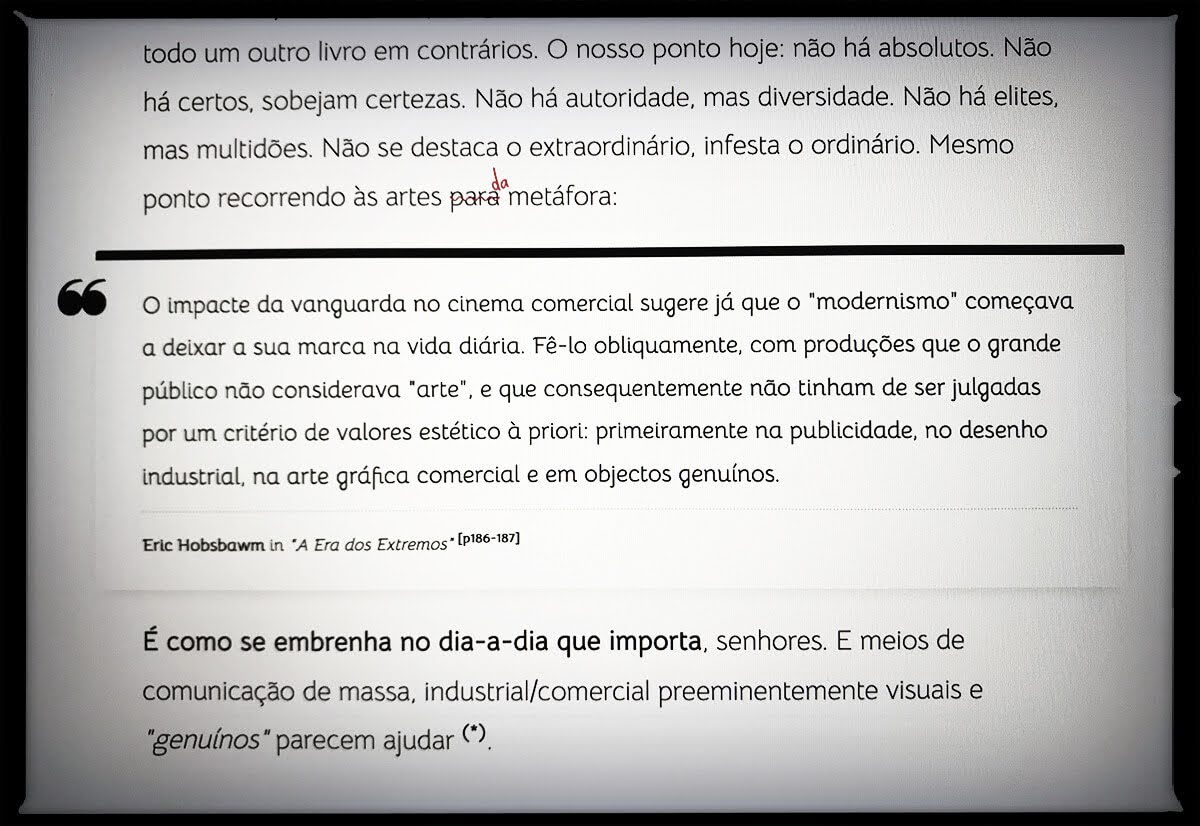 todo um outro livro em contrários. O nosso ponto hoje: não há absolutos. Não
há certos, sobejam certezas. Não há autoridade, mas diversidade. Não há elites,
mas multidões. Não se destaca o extraordinário, infesta o ordinário. Mesmo
da
ponto recorrendo às artes para metáfora:
“
O impacte da vanguarda no cinema comercial sugere já que o "modernismo" começava
a deixar a sua marca na vida diária. Fê-lo obliquamente, com produções que o grande
público não considerava "arte", e que consequentemente não tinham de ser julgadas
por um critério de valores estético à priori: primeiramente na publicidade, no desenho
industrial, na arte gráfica comercial e em objectos genuínos.
Eric Hobsbawm in "A Era dos Extremos" [p186-187]
É como se embrenha no dia-a-dia que importa, senhores. E meios de
comunicação de massa, industrial/comercial preeminentemente visuais e
"genuínos" parecem ajudar (*).